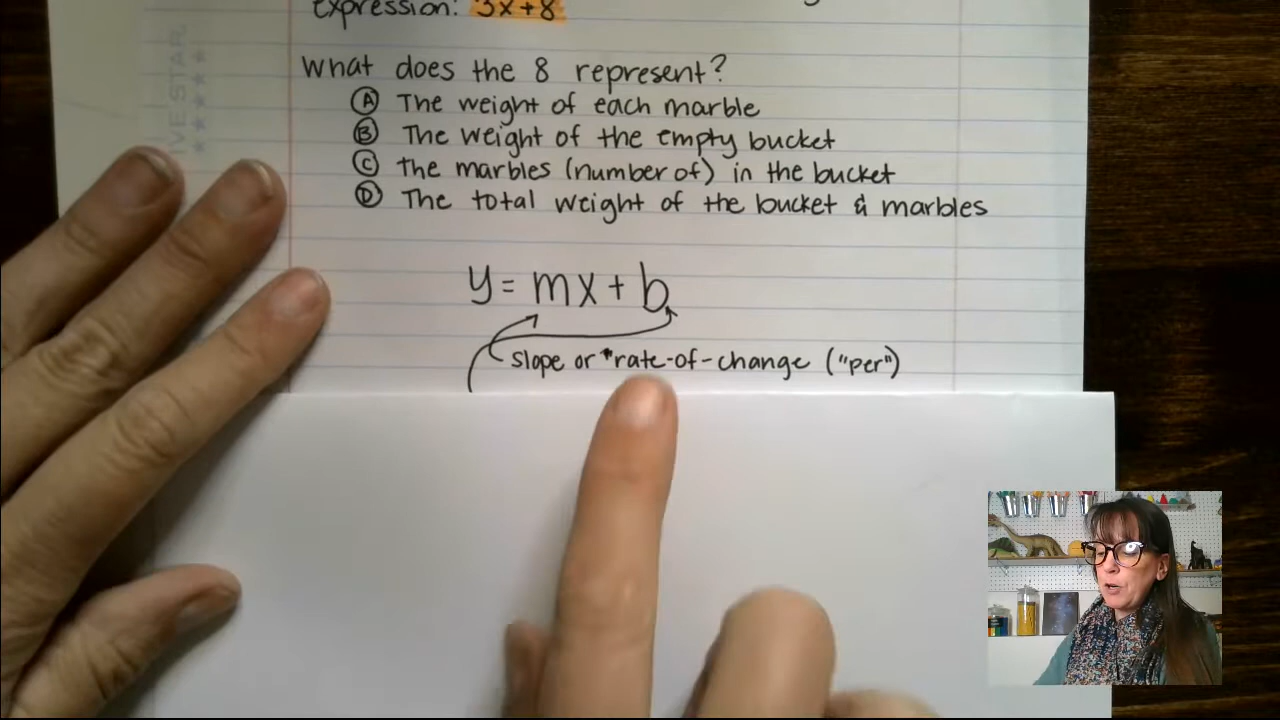 expression: 3x+8
What does the 8 represent?
A The weight of each marble
B The weight of the empty bucket
C the marbles (number of) in the bucket
D The total weight of the bucket & marbles
y = mx + b
slope or *rate-of-change ("per")